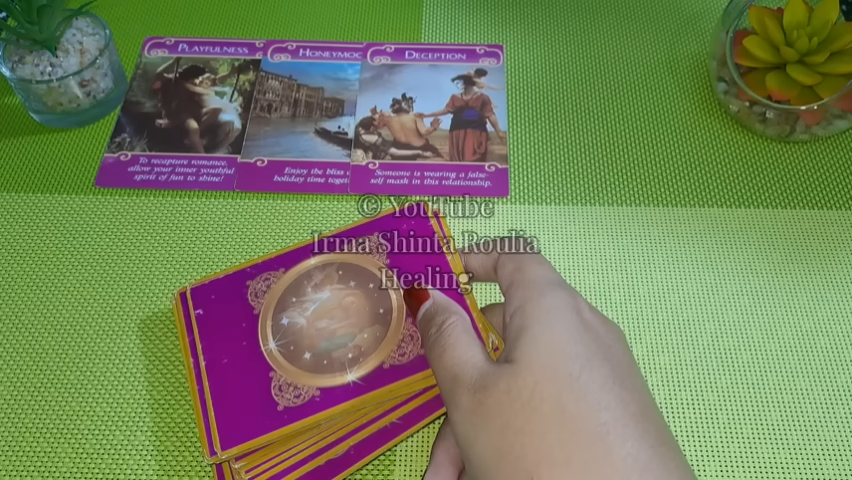 PLAYFULNESS
To recapture romance,
allow your inner youthful
spirit of fun to shine!
HONEYMOO
Enjoy the bliss
holiday time toget
DECEPTION
Someone is wearing a false-
self mask in this relationship.
© YouTube
Irma Shinta Roulia
Healing